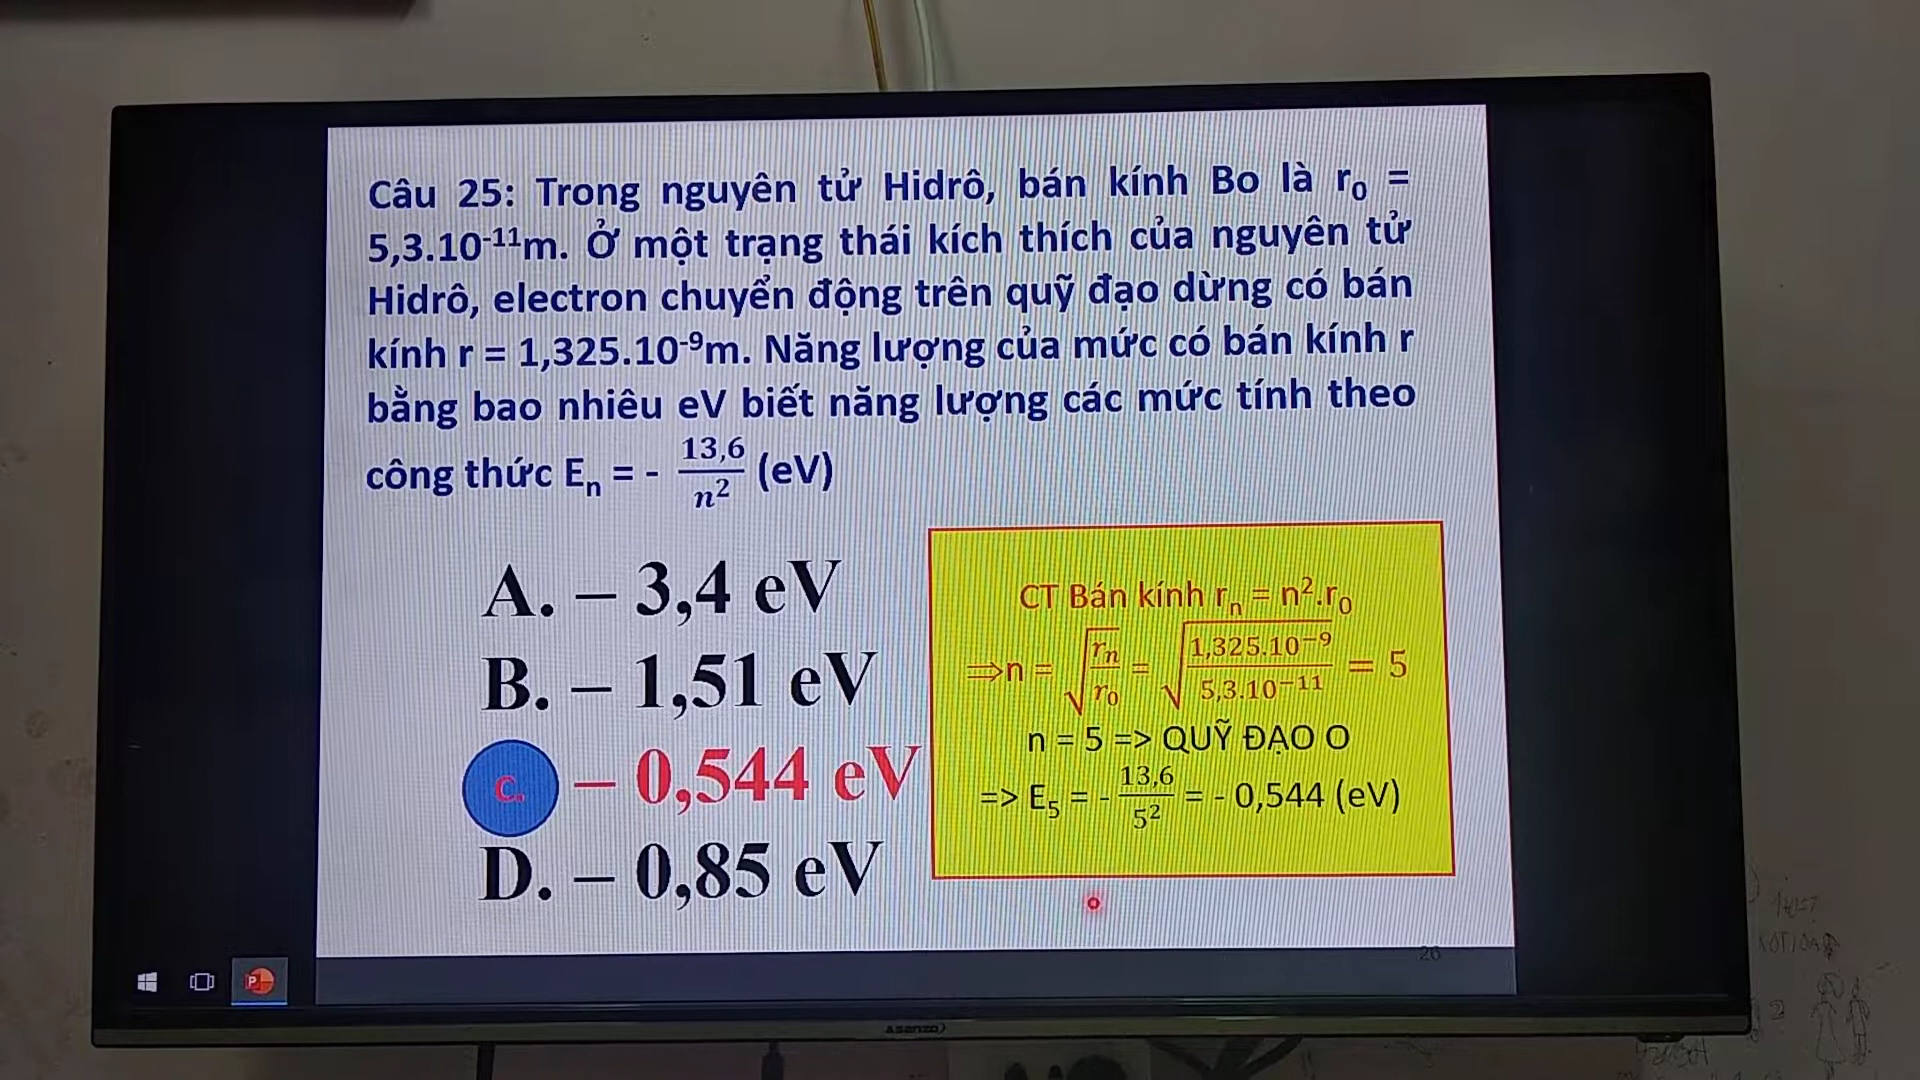 Câu 25: Trong nguyên tử Hidrô, bán kính Bo là r₀ =
5,3.10⁻¹¹m. Ở một trạng thái kích thích của nguyên tử
Hidrô, electron chuyển động trên quỹ đạo dừng có bán
kính r = 1,325.10⁻⁹m. Năng lượng của mức có bán kính r
bằng bao nhiêu eV biết năng lượng các mức tính theo
công thức Eₙ = - 13,6/n² (eV)
A. – 3,4 eV
B. – 1,51 eV
C. – 0,544 eV
D. – 0,85 eV
CT Bán kính rₙ = n².r₀
⇒n = √(rₙ/r₀) = √(1,325.10⁻⁹/5,3.10⁻¹¹) = 5
n = 5 => QUỸ ĐẠO O
=> E₅ = - 13,6/5² = - 0,544 (eV)
26
P
Asanzo